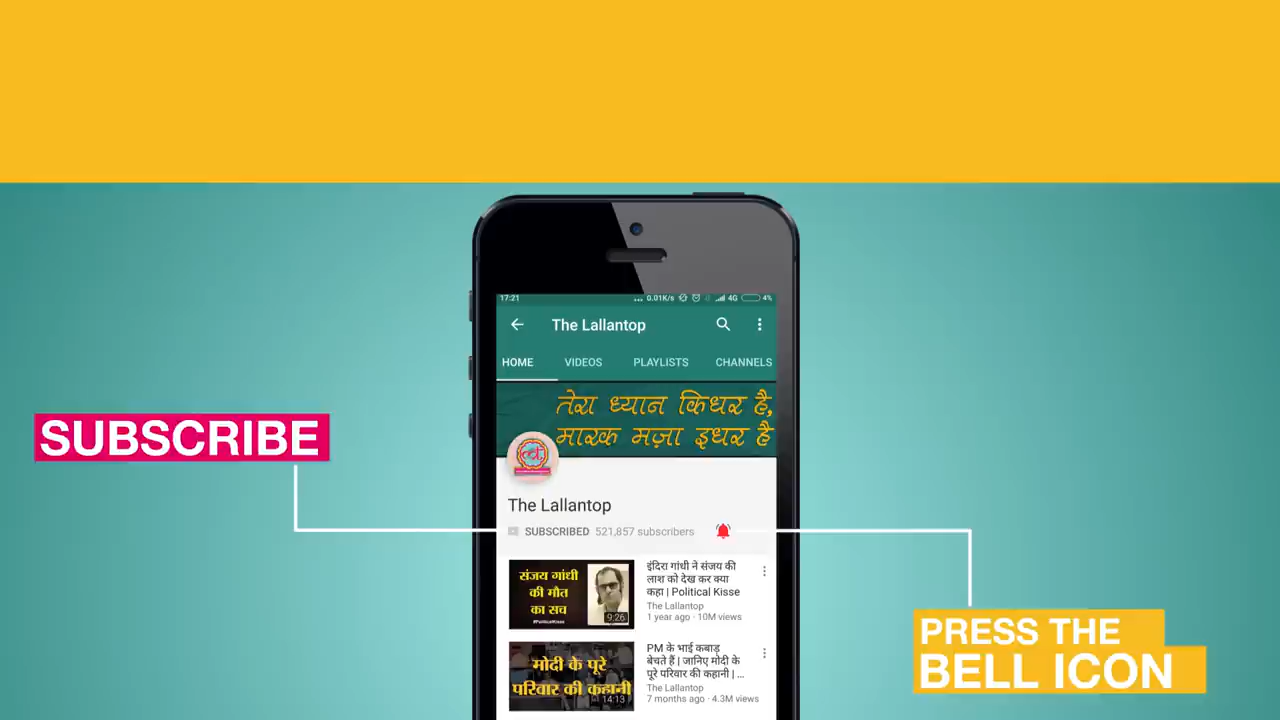 17:21
0.01K/s
4G
4%
The Lallantop
HOME VIDEOS PLAYLISTS CHANNELS
तेरा ध्यान किधर है,
मारक मज़ा इधर है
SUBSCRIBE
The Lallantop
SUBSCRIBED 521,857 subscribers
संजय गांधी
की मौत
का सच
#PoliticalKisse
9:26
इंदिरा गांधी ने संजय की
लाश को देख कर क्या
कहा | Political Kisse
The Lallantop
1 year ago · 10M views
मोदी के पूरे
परिवार की कहानी
14:13
PM के भाई कबाड़
बेचते हैं | जानिए मोदी के
पूरे परिवार की कहानी | ...
The Lallantop
7 months ago · 4.3M views
PRESS THE
BELL ICON